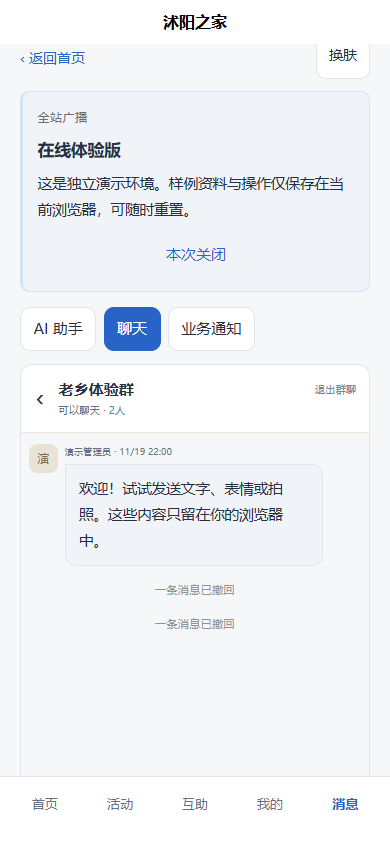 沭阳之家
‹ 返回首页
换肤
全站广播
在线体验版
这是独立演示环境。样例资料与操作仅保存在当
前浏览器，可随时重置。
本次关闭
AI 助手
聊天
业务通知
‹
老乡体验群
可以聊天 · 2人
退出群聊
演
演示管理员 · 11/19 22:00
欢迎！试试发送文字、表情或拍
照。这些内容只留在你的浏览器
中。
一条消息已撤回
一条消息已撤回
首页
活动
互助
我的
消息